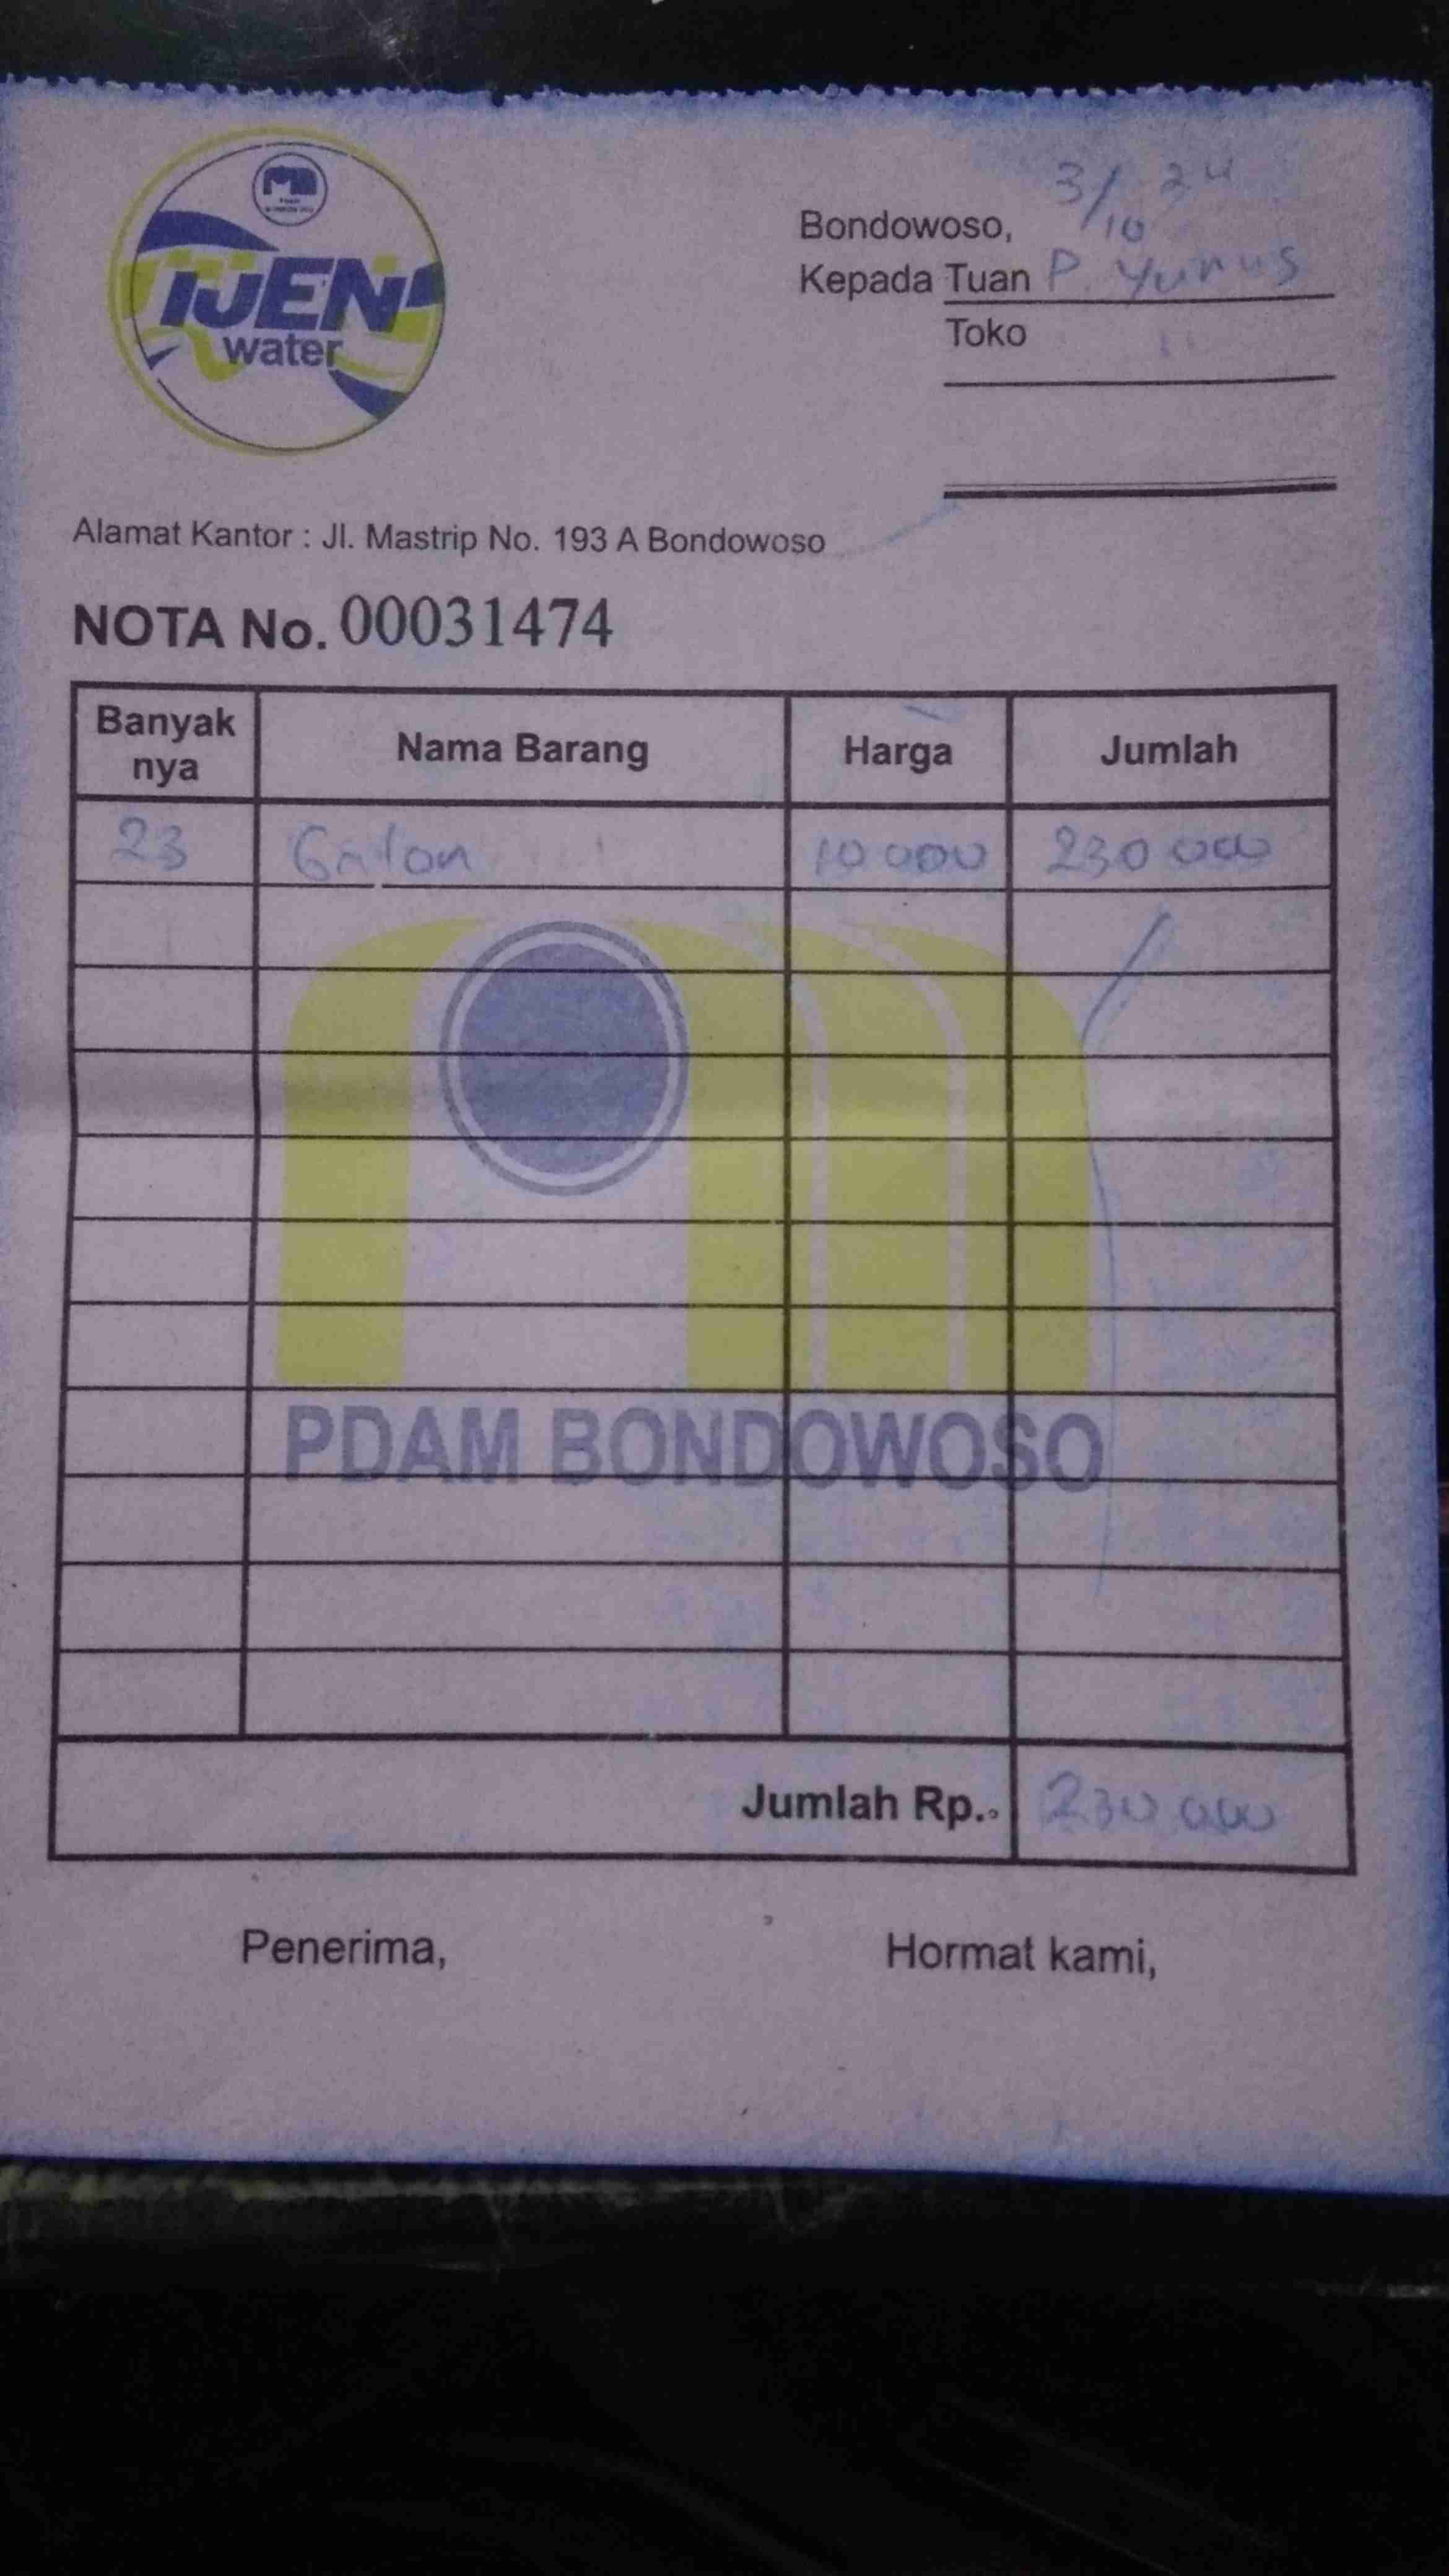 IJEN
water
Bondowoso, 3/10 24
Kepada Tuan P. Yunus
Toko
Alamat Kantor : Jl. Mastrip No. 193 A Bondowoso
NOTA No. 00031474
Banyak nya Nama Barang Harga Jumlah
23 Galon 10 000 230 000
PDAM BONDOWOSO
Jumlah Rp.. 230 000
Penerima, Hormat kami,